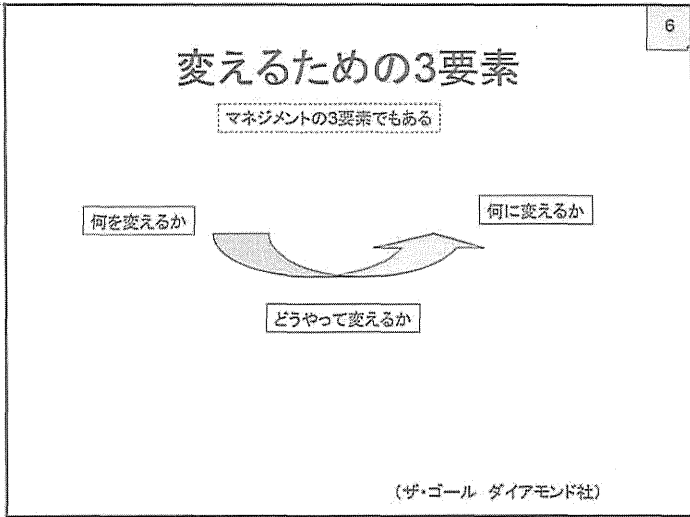 6
変えるための3要素
マネジメントの3要素でもある
何を変えるか
何に変えるか
どうやって変えるか
(ザ・ゴール ダイアモンド社)